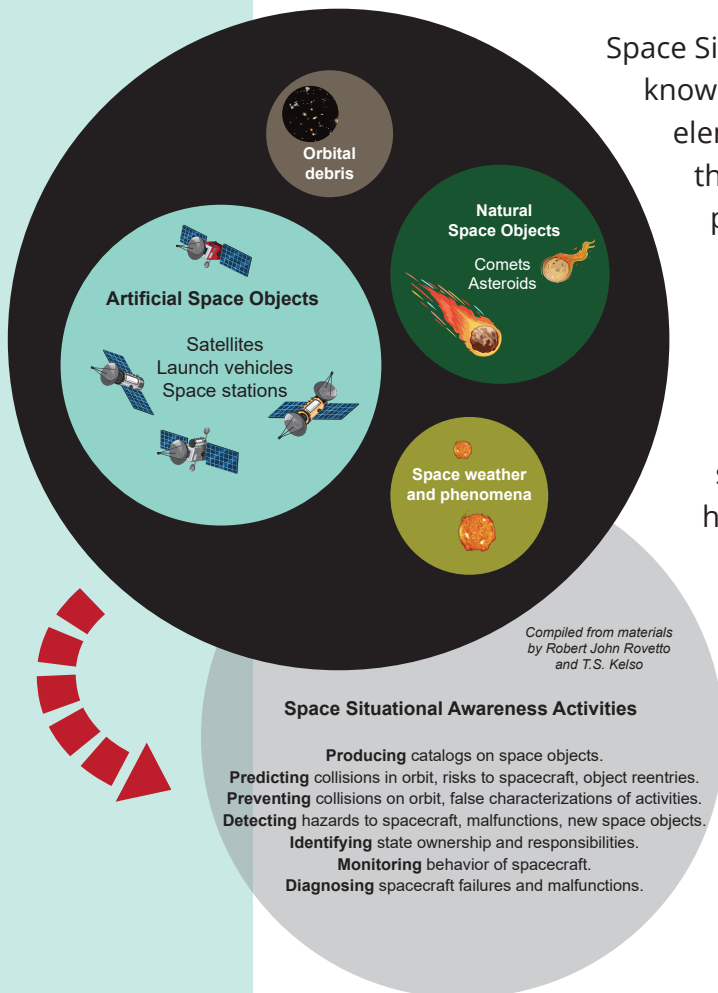 Orbital
debris
Natural
Space Objects
Comets
Asteroids
Artificial Space Objects
Satellites
Launch vehicles
Space stations
Space weather
and phenomena
Space
Compiled from materials
by Robert John Rovetto
and T.S. Kelso
Space Situational Awareness Activities
Producing catalogs on space objects.
Predicting collisions in orbit, risks to spacecraft, object reentries.
Preventing collisions on orbit, false characterizations of activities.
Detecting hazards to spacecraft, malfunctions, new space objects.
Identifying state ownership and responsibilities.
Monitoring behavior of spacecraft.
Diagnosing spacecraft failures and malfunctions.